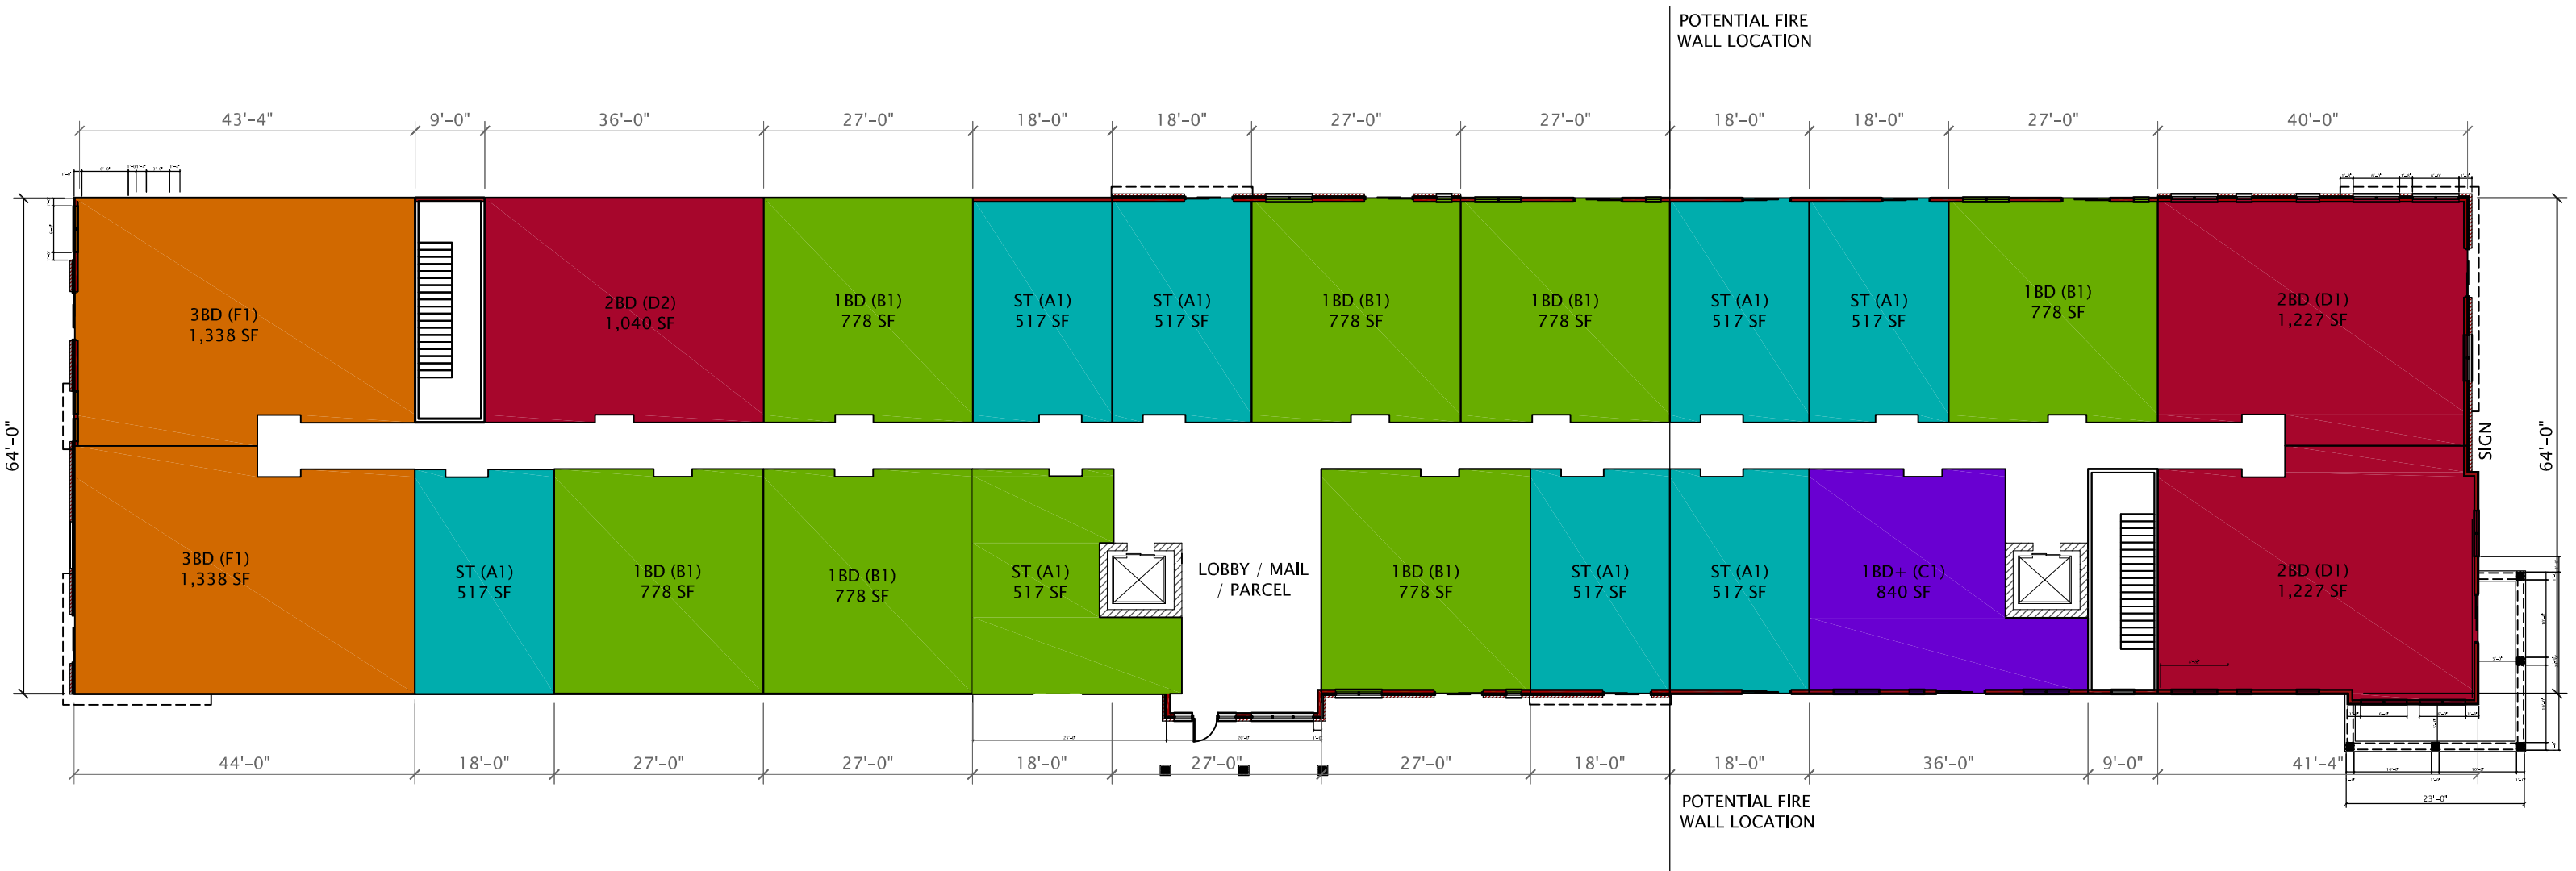 POTENTIAL FIRE
WALL LOCATION
43'-4"
9'-0"
36'-0"
27'-0"
18'-0"
18'-0"
27'-0"
27'-0"
18'-0"
18'-0"
27'-0"
40'-0"
3BD (F1)
1,338 SF
2BD (D2)
1,040 SF
1BD (B1)
778 SF
ST (A1)
517 SF
ST (A1)
517 SF
1BD (B1)
778 SF
1BD (B1)
778 SF
ST (A1)
517 SF
ST (A1)
517 SF
1BD (B1)
778 SF
2BD (D1)
1,227 SF
64'-0"
SIGN
64'-0"
3BD (F1)
1,338 SF
ST (A1)
517 SF
1BD (B1)
778 SF
1BD (B1)
778 SF
ST (A1)
517 SF
LOBBY / MAIL
/ PARCEL
1BD (B1)
778 SF
ST (A1)
517 SF
ST (A1)
517 SF
1BD+ (C1)
840 SF
2BD (D1)
1,227 SF
44'-0"
18'-0"
27'-0"
27'-0"
18'-0"
27'-0"
27'-0"
18'-0"
18'-0"
36'-0"
9'-0"
41'-4"
23'-0"
POTENTIAL FIRE
WALL LOCATION